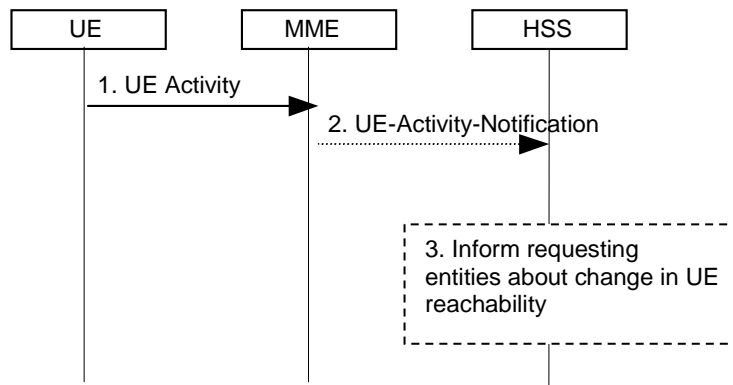 UE
MME
HSS
1. UE Activity
2. UE-Activity-Notification
3. Inform requesting
entities about change in UE
reachability